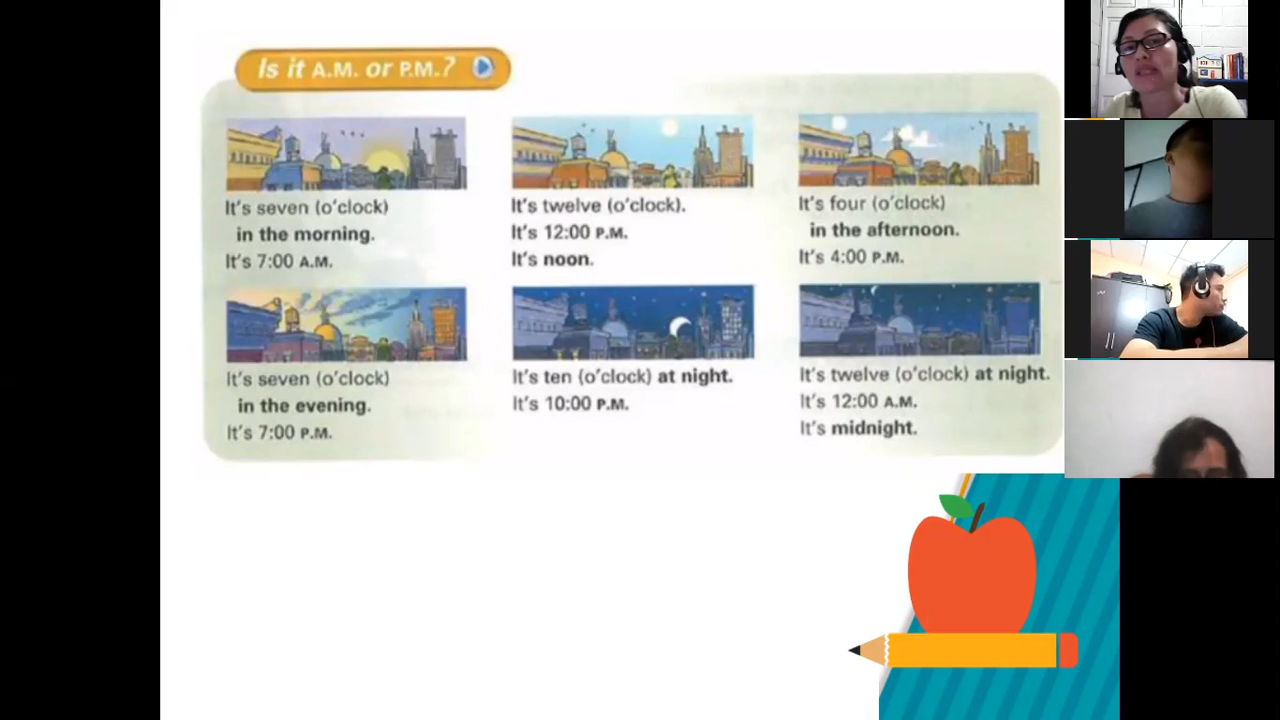 Is it A.M. or P.M.?
It's seven (o'clock)
in the morning.
It's 7:00 A.M.
It's twelve (o'clock).
It's 12:00 P.M.
It's noon.
It's four (o'clock)
in the afternoon.
It's 4:00 P.M.
It's seven (o'clock)
in the evening.
It's 7:00 P.M.
It's ten (o'clock) at night.
It's 10:00 P.M.
It's twelve (o'clock) at night.
It's 12:00 A.M.
It's midnight.